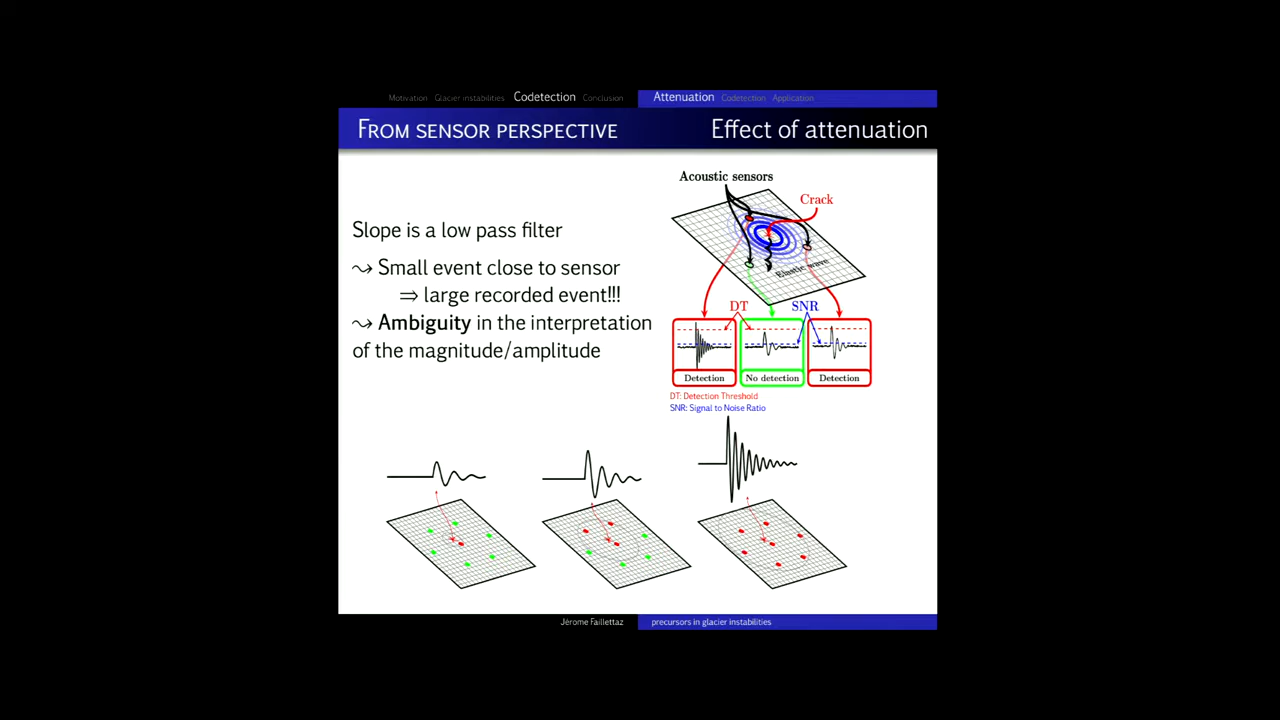 Motivation Glacier instabilities Codetection Conclusion
Attenuation Codetection Application
From sensor perspective
Effect of attenuation
Slope is a low pass filter
⤳ Small event close to sensor
⇒ large recorded event!!!
⤳ Ambiguity in the interpretation
of the magnitude/amplitude
Acoustic sensors
Crack
Elastic wave
DT
SNR
Detection
No detection
Detection
DT: Detection Threshold
SNR: Signal to Noise Ratio
Jérome Faillettaz
precursors in glacier instabilities